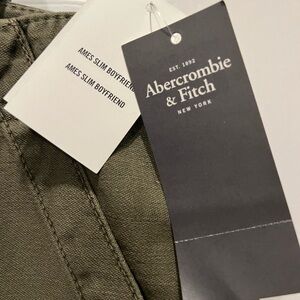 AMES SLIM BOYFRIEND
AMES SLIM BOYFRIEND
EST. 1892
Abercrombie
& Fitch
NEW YORK